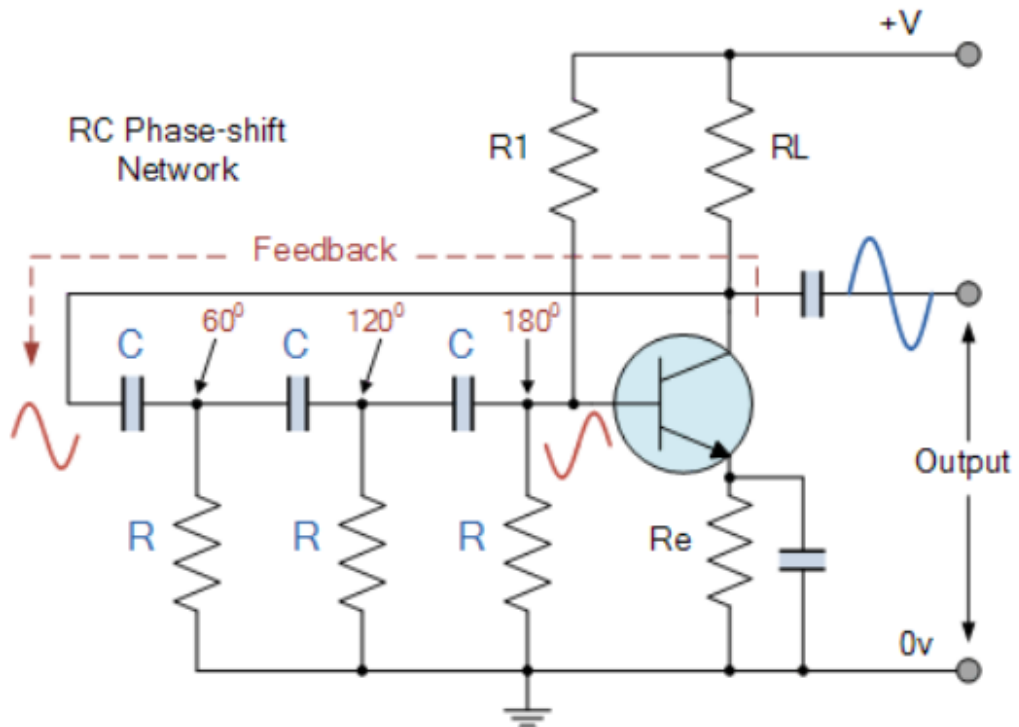 +V
RC Phase-shift
Network
R1
RL
Feedback
60⁰
120⁰
180⁰
C
C
C
Output
R
R
R
Re
0v